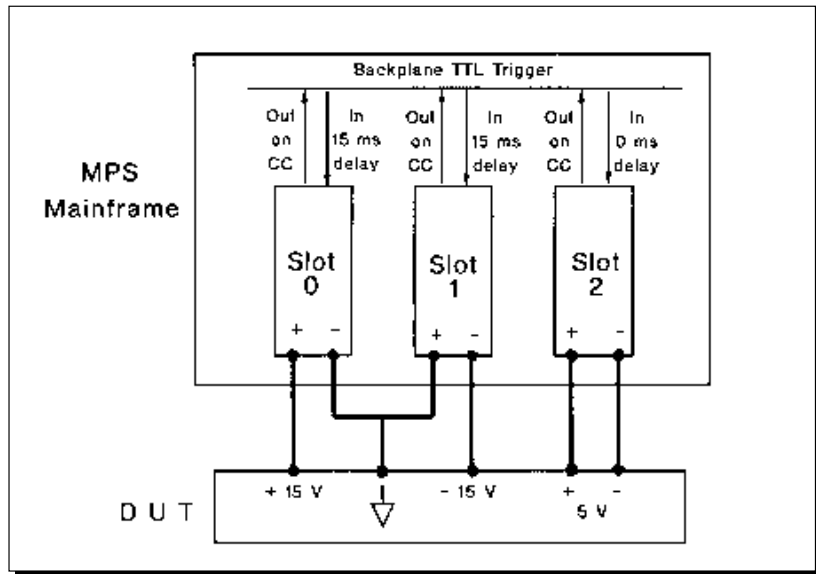 Backplane TTL Trigger
Out on CC
In 15 ms delay
Out on CC
In 15 ms delay
Out on CC
In 0 ms delay
MPS Mainframe
Slot 0
Slot 1
Slot 2
+ -
+ -
+ -
DUT
+ 15 V
- 15 V
+ -
5 V